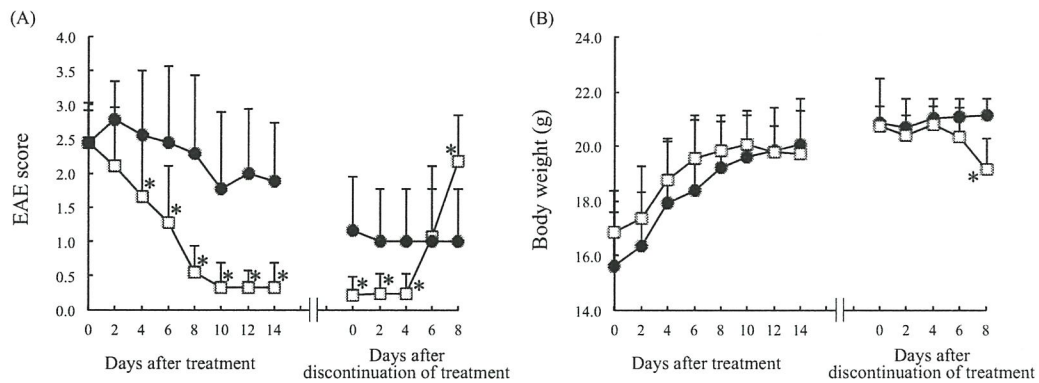 (A)
4.0
3.5
3.0
2.5
2.0
1.5
1.0
0.5
0.0
EAE score
* * * * * *
* * * *
0 2 4 6 8 10 12 14
0 2 4 6 8
Days after treatment
Days after
discontinuation of treatment
(B)
24.0
22.0
20.0
18.0
16.0
14.0
Body weight (g)
*
0 2 4 6 8 10 12 14
0 2 4 6 8
Days after treatment
Days after
discontinuation of treatment